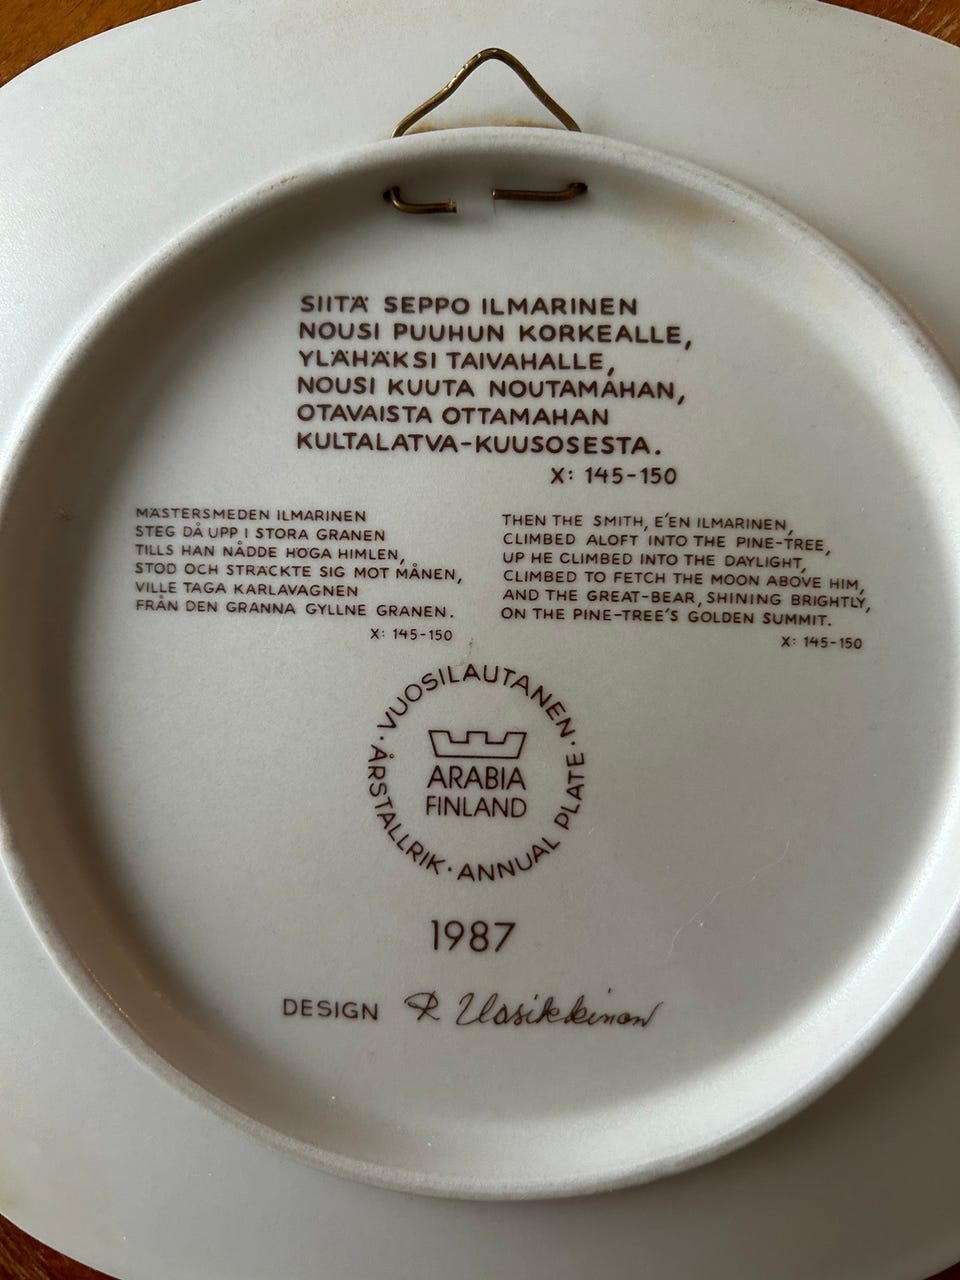 SIITÄ SEPPO ILMARINEN
NOUSI PUUHUN KORKEALLE,
YLÄHÄKSI TAIVAHALLE,
NOUSI KUUTA NOUTAMAHAN,
OTAVAISTA OTTAMAHAN
KULTALATVA-KUUSOSESTA.
X: 145-150
MÄSTERSMEDEN ILMARINEN
STEG DÅ UPP I STORA GRANEN
TILLS HAN NÅDDE HÖGA HIMLEN,
STOD OCH STRÄCKTE SIG MOT MÅNEN,
VILLE TAGA KARLAVAGNEN
FRÅN DEN GRANNA GYLLNE GRANEN.
X: 145-150
THEN THE SMITH, E'EN ILMARINEN,
CLIMBED ALOFT INTO THE PINE-TREE,
UP HE CLIMBED INTO THE DAYLIGHT,
CLIMBED TO FETCH THE MOON ABOVE HIM,
AND THE GREAT-BEAR, SHINING BRIGHTLY,
ON THE PINE-TREE'S GOLDEN SUMMIT.
X: 145-150
· VUOSILAUTANEN ·
ÅRSTALLRIK · ANNUAL PLATE
ARABIA
FINLAND
1987
DESIGN R Uosikkinen